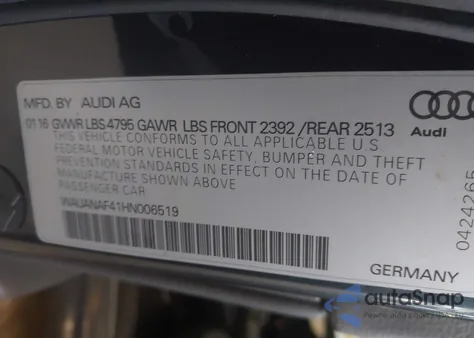 MFD. BY AUDI AG
01 16 GVWR LBS 4795 GAWR LBS FRONT 2392 /REAR 2513
THIS VEHICLE CONFORMS TO ALL APPLICABLE U.S
FEDERAL MOTOR VEHICLE SAFETY, BUMPER AND THEFT
PREVENTION STANDARDS IN EFFECT ON THE DATE OF
MANUFACTURE SHOWN ABOVE
PASSENGER CAR
WAUANAF41HN006519
Audi
0424265
GERMANY
autoSnap